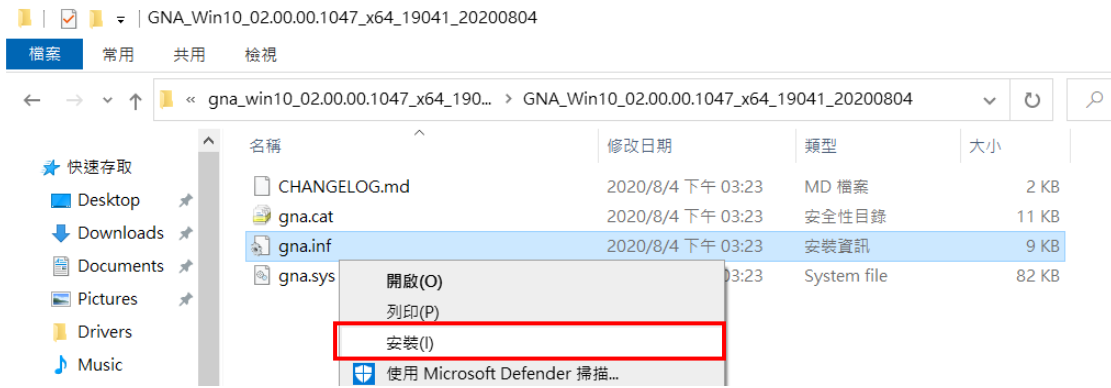 GNA_Win10_02.00.00.1047_x64_19041_20200804
檔案 常用 共用 檢視
« gna_win10_02.00.00.1047_x64_190... > GNA_Win10_02.00.00.1047_x64_19041_20200804
名稱 修改日期 類型 大小
快速存取
CHANGELOG.md 2020/8/4 下午 03:23 MD 檔案 2 KB
Desktop
gna.cat 2020/8/4 下午 03:23 安全性目錄 11 KB
Downloads
gna.inf 2020/8/4 下午 03:23 安裝資訊 9 KB
Documents
gna.sys 03:23 System file 82 KB
開啟(O)
Pictures
列印(P)
Drivers
安裝(I)
Music
使用 Microsoft Defender 掃描...